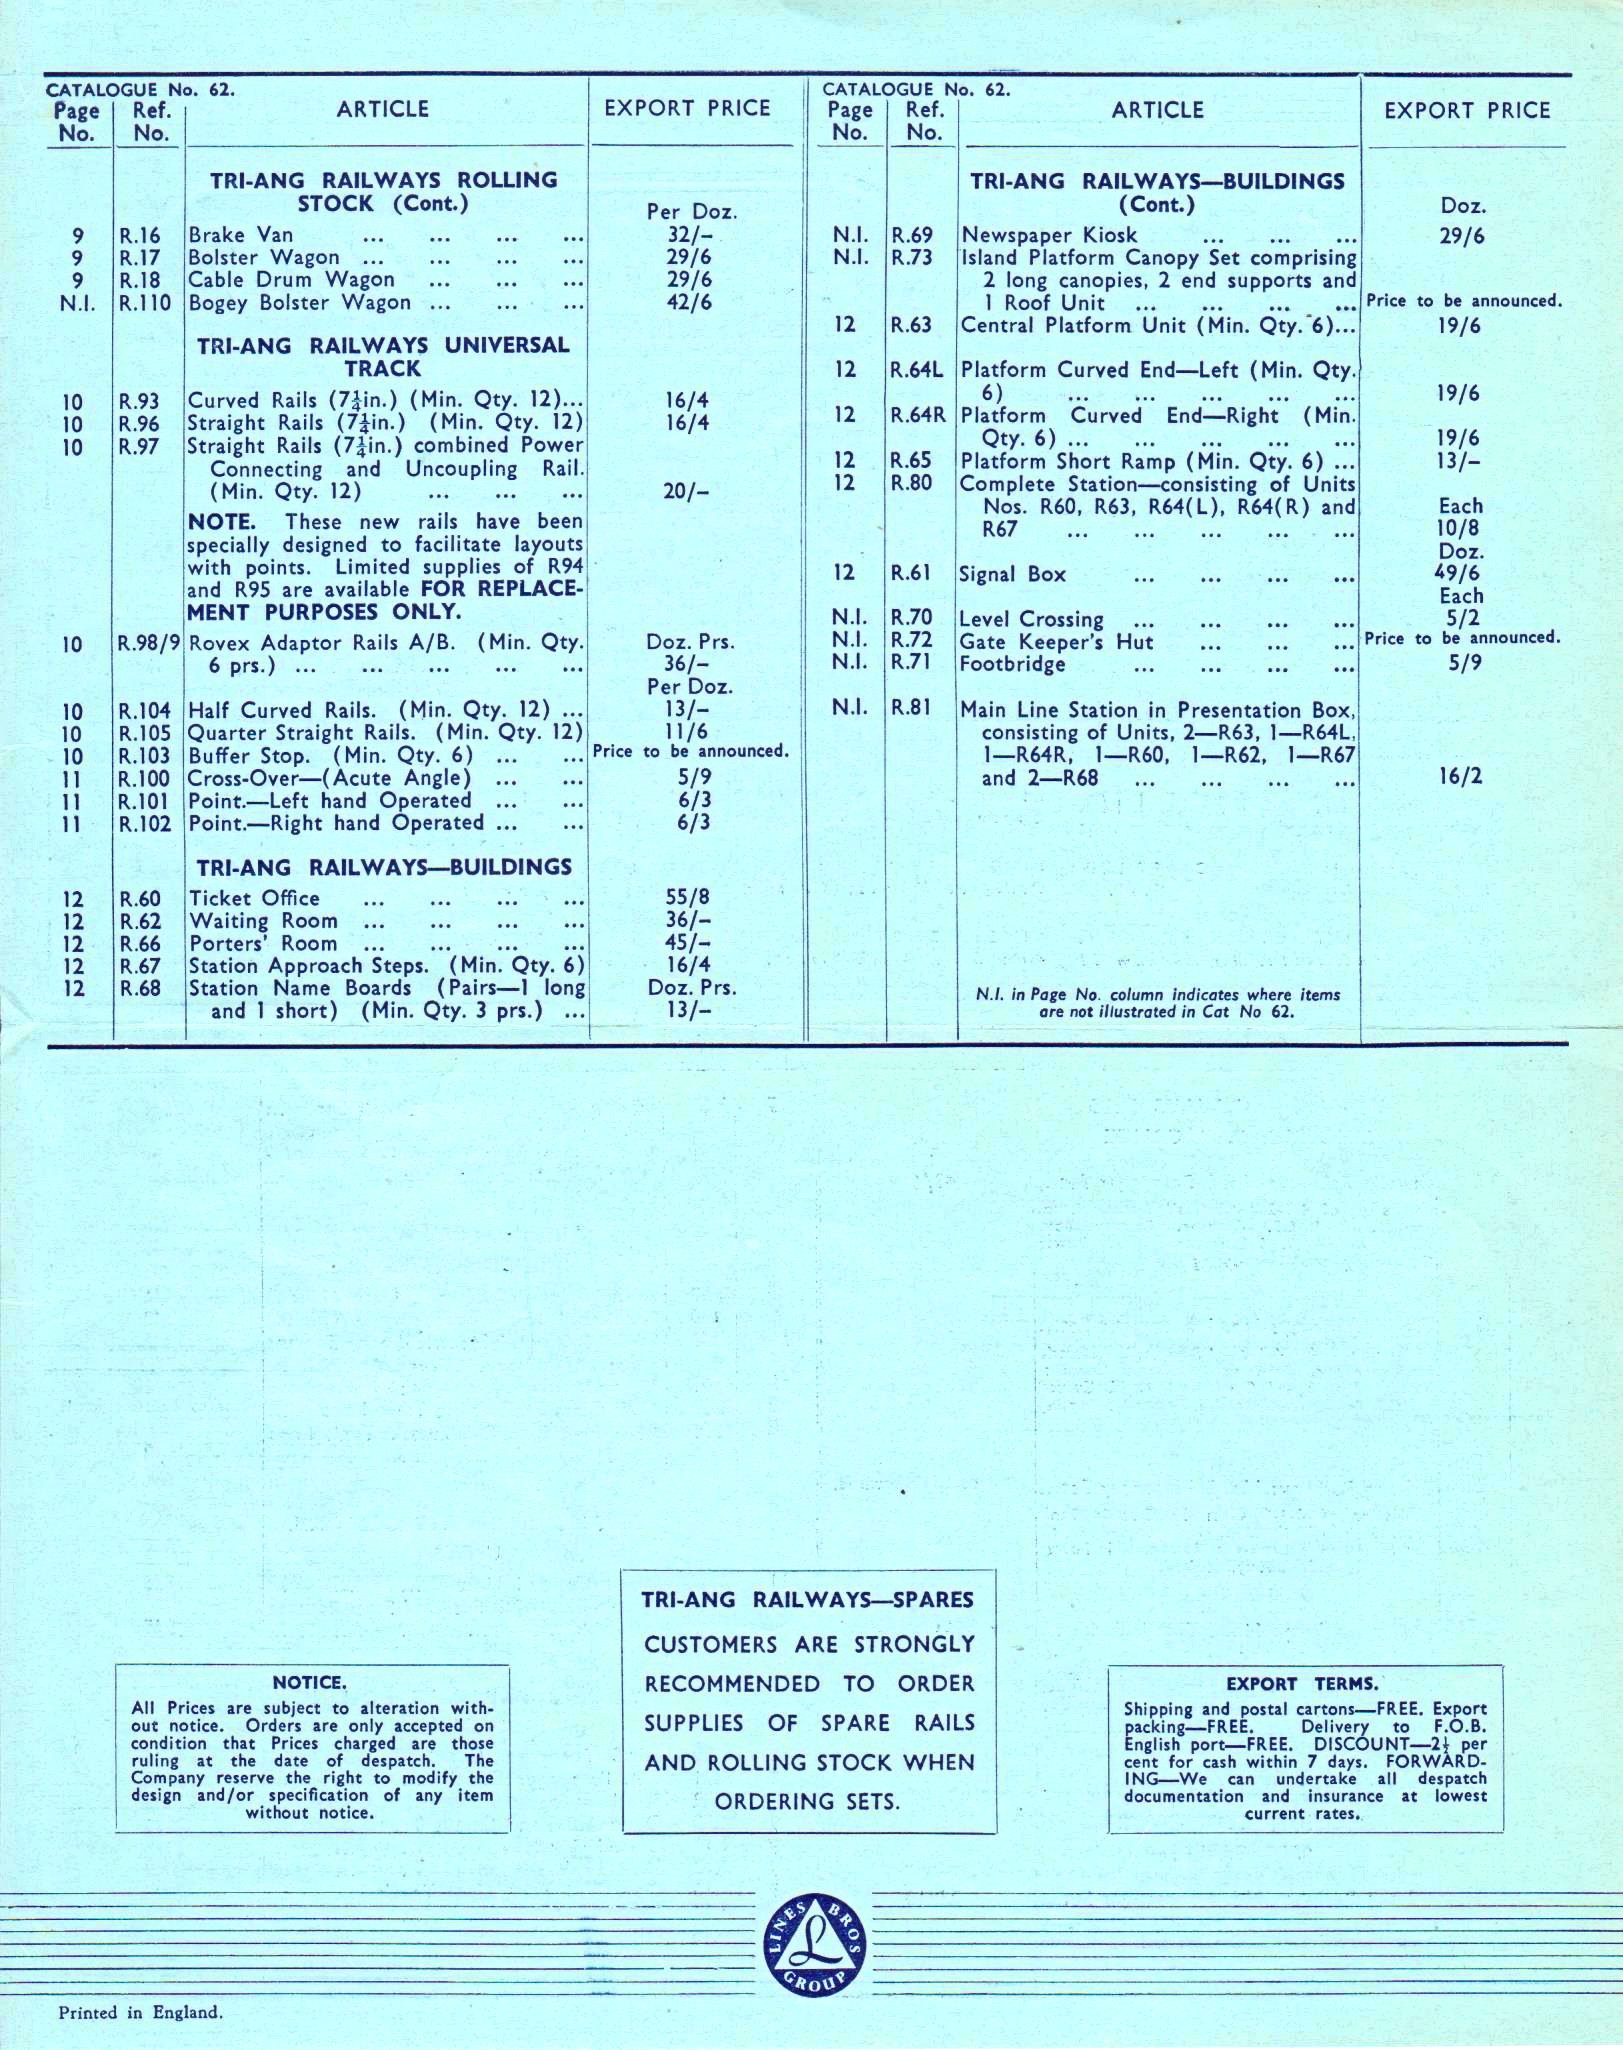 CATALOGUE No. 62.
Page No. Ref. No. ARTICLE EXPORT PRICE
TRI-ANG RAILWAYS ROLLING
STOCK (Cont.)
Per Doz.
9 R.16 Brake Van ... ... ... ... 32/-
9 R.17 Bolster Wagon ... ... ... ... 29/6
9 R.18 Cable Drum Wagon ... ... ... 29/6
N.I. R.110 Bogey Bolster Wagon ... ... ... 42/6
TRI-ANG RAILWAYS UNIVERSAL
TRACK
10 R.93 Curved Rails (7¼in.) (Min. Qty. 12)... 16/4
10 R.96 Straight Rails (7¼in.) (Min. Qty. 12) 16/4
10 R.97 Straight Rails (7¼in.) combined Power
Connecting and Uncoupling Rail.
(Min. Qty. 12) ... ... ... 20/-
NOTE. These new rails have been
specially designed to facilitate layouts
with points. Limited supplies of R94
and R95 are available FOR REPLACE-
MENT PURPOSES ONLY.
10 R.98/9 Rovex Adaptor Rails A/B. (Min. Qty. Doz. Prs.
6 prs.) ... ... ... ... ... 36/-
Per Doz.
10 R.104 Half Curved Rails. (Min. Qty. 12) ... 13/-
10 R.105 Quarter Straight Rails. (Min. Qty. 12) 11/6
10 R.103 Buffer Stop. (Min. Qty. 6) ... ... Price to be announced.
11 R.100 Cross-Over—(Acute Angle) ... ... 5/9
11 R.101 Point.—Left hand Operated ... ... 6/3
11 R.102 Point.—Right hand Operated ... ... 6/3
TRI-ANG RAILWAYS—BUILDINGS
12 R.60 Ticket Office ... ... ... ... 55/8
12 R.62 Waiting Room ... ... ... ... 36/-
12 R.66 Porters' Room ... ... ... ... 45/-
12 R.67 Station Approach Steps. (Min. Qty. 6) 16/4
12 R.68 Station Name Boards (Pairs—1 long Doz. Prs.
and 1 short) (Min. Qty. 3 prs.) ... 13/-
CATALOGUE No. 62.
Page No. Ref. No. ARTICLE EXPORT PRICE
TRI-ANG RAILWAYS—BUILDINGS
(Cont.) Doz.
N.I. R.69 Newspaper Kiosk ... ... ... 29/6
N.I. R.73 Island Platform Canopy Set comprising
2 long canopies, 2 end supports and
1 Roof Unit ... ... ... ... Price to be announced.
12 R.63 Central Platform Unit (Min. Qty. 6)... 19/6
12 R.64L Platform Curved End—Left (Min. Qty.
6) ... ... ... ... ... 19/6
12 R.64R Platform Curved End—Right (Min.
Qty. 6) ... ... ... ... ... 19/6
12 R.65 Platform Short Ramp (Min. Qty. 6) ... 13/-
12 R.80 Complete Station—consisting of Units
Nos. R60, R63, R64(L), R64(R) and Each
R67 ... ... ... ... ... 10/8
Doz.
12 R.61 Signal Box ... ... ... ... 49/6
Each
N.I. R.70 Level Crossing ... ... ... ... 5/2
N.I. R.72 Gate Keeper's Hut ... ... ... Price to be announced.
N.I. R.71 Footbridge ... ... ... ... 5/9
N.I. R.81 Main Line Station in Presentation Box,
consisting of Units, 2—R63, 1—R64L,
1—R64R, 1—R60, 1—R62, 1—R67
and 2—R68 ... ... ... ... 16/2
N.I. in Page No. column indicates where items
are not illustrated in Cat No 62.
NOTICE.
All Prices are subject to alteration with-
out notice. Orders are only accepted on
condition that Prices charged are those
ruling at the date of despatch. The
Company reserve the right to modify the
design and/or specification of any item
without notice.
TRI-ANG RAILWAYS—SPARES
CUSTOMERS ARE STRONGLY
RECOMMENDED TO ORDER
SUPPLIES OF SPARE RAILS
AND ROLLING STOCK WHEN
ORDERING SETS.
EXPORT TERMS.
Shipping and postal cartons—FREE. Export
packing—FREE. Delivery to F.O.B.
English port—FREE. DISCOUNT—2½ per
cent for cash within 7 days. FORWARD-
ING—We can undertake all despatch
documentation and insurance at lowest
current rates.
LINES BROS GROUP
L
Printed in England.